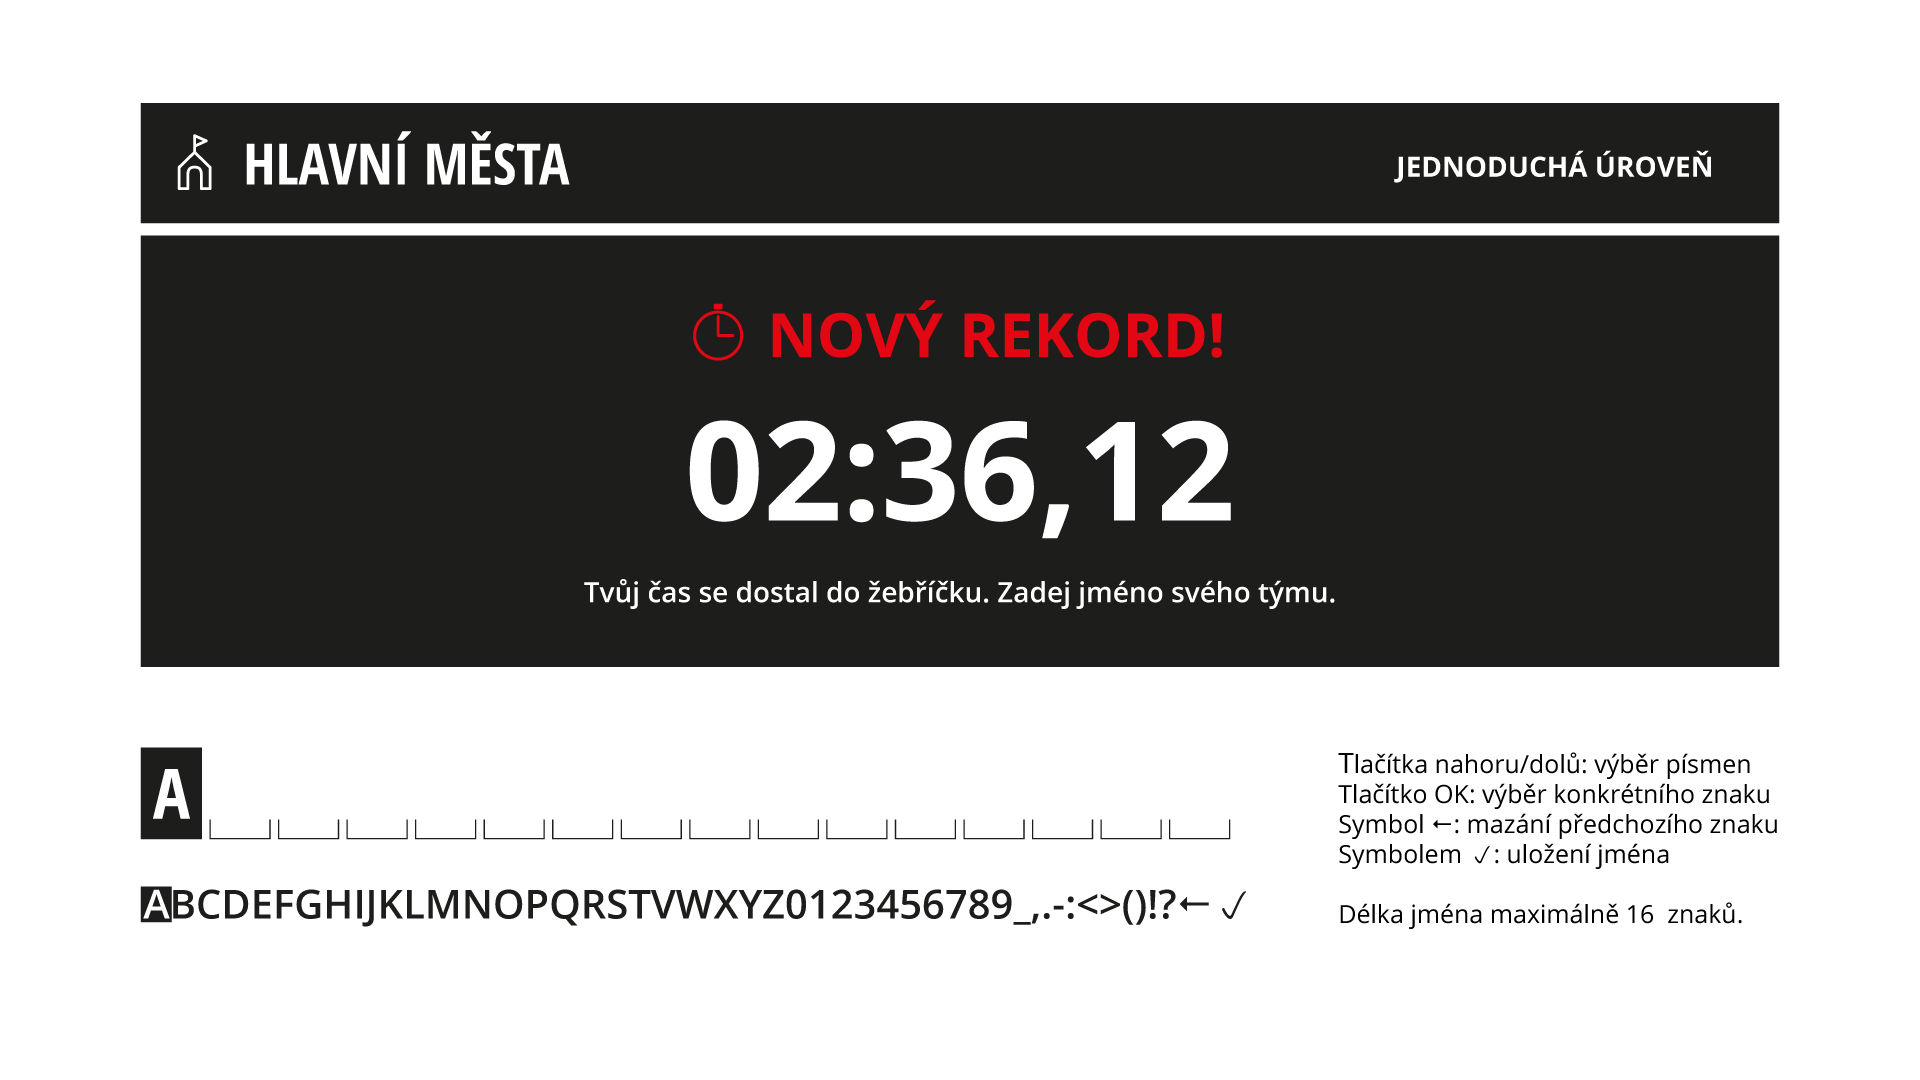 HLAVNÍ MĚSTA
JEDNODUCHÁ ÚROVEŇ
NOVÝ REKORD!
02:36,12
Tvůj čas se dostal do žebříčku. Zadej jméno svého týmu.
A
ABCDEFGHIJKLMNOPQRSTVWXYZ0123456789_,.-:<>()!?← ✓
Tlačítka nahoru/dolů: výběr písmen
Tlačítko OK: výběr konkrétního znaku
Symbol ←: mazání předchozího znaku
Symbolem ✓: uložení jména
Délka jména maximálně 16 znaků.